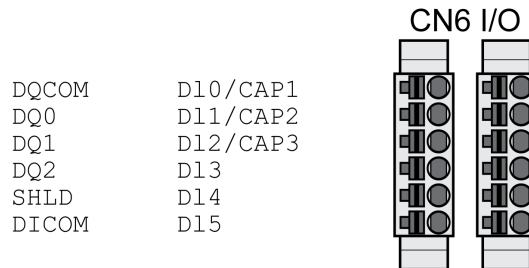 CN6 I/O
DQCOM DI0/CAP1
DQ0 DI1/CAP2
DQ1 DI2/CAP3
DQ2 DI3
SHLD DI4
DICOM DI5